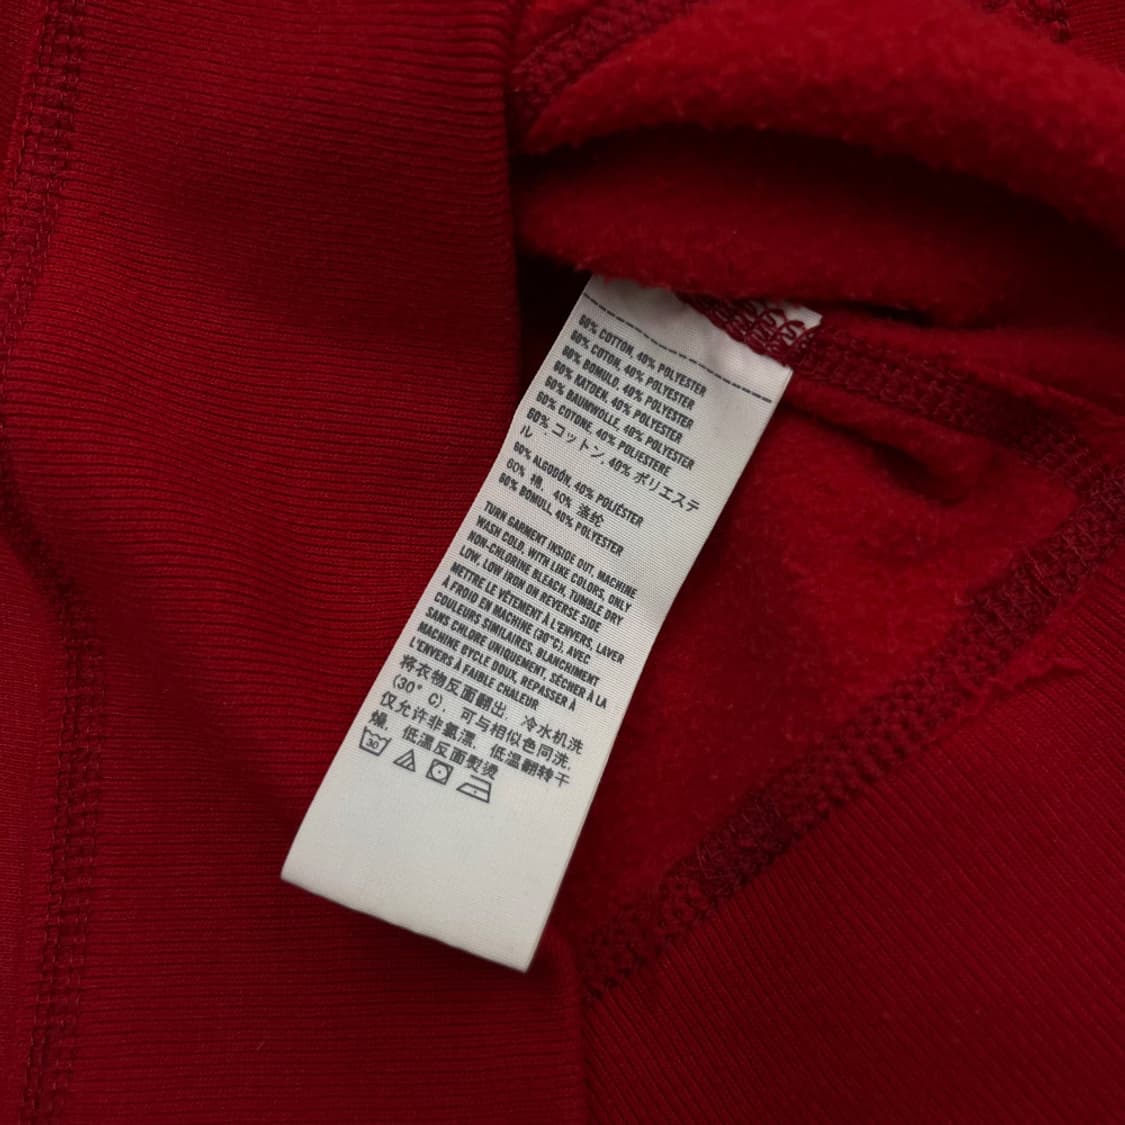 60% COTTON, 40% POLYESTER
60% COTON, 40% POLYESTER
60% BOMULD, 40% POLYESTER
60% KATOEN, 40% POLYESTER
60% BAUMWOLLE, 40% POLYESTER
60% COTONE, 40% POLIESTERE
60% コットン, 40% ポリエステ
ル
60% ALGODÓN, 40% POLIÉSTER
60% 棉, 40% 涤纶
60% BOMULL, 40% POLYESTER
TURN GARMENT INSIDE OUT, MACHINE
WASH COLD, WITH LIKE COLORS, ONLY
NON-CHLORINE BLEACH, TUMBLE DRY
LOW, LOW IRON ON REVERSE SIDE
METTRE LE VÊTEMENT À L'ENVERS, LAVER
À FROID EN MACHINE (30°C), AVEC
COULEURS SIMILAIRES, BLANCHIMENT
SANS CHLORE UNIQUEMENT, SÉCHER À LA
MACHINE CYCLE DOUX, REPASSER À
L'ENVERS À FAIBLE CHALEUR
将衣物反面翻出, 冷水机洗
(30° C), 可与相似色同洗,
仅允许非氯漂, 低温翻转干
燥, 低温反面熨烫
30